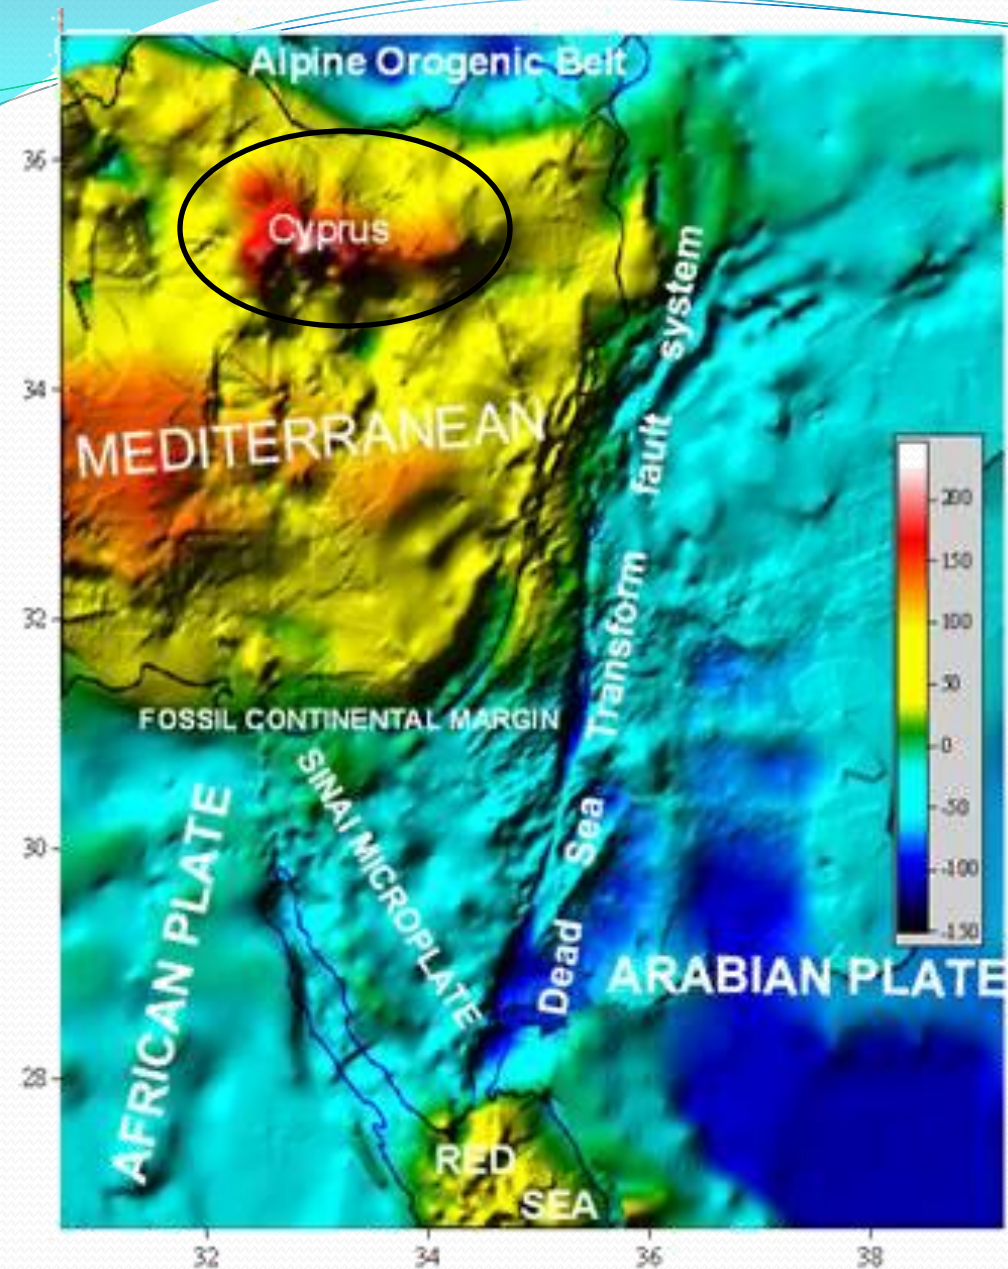 Alpine Orogenic Belt
36
Cyprus
system
34
MEDITERRANEAN
fault
200
150
100
50
0
-50
-100
-150
32
Transform
FOSSIL CONTINENTAL MARGIN
SINAI MICROPLATE
30
AFRICAN PLATE
Sea
Dead
ARABIAN PLATE
28
RED
SEA
32
34
36
38